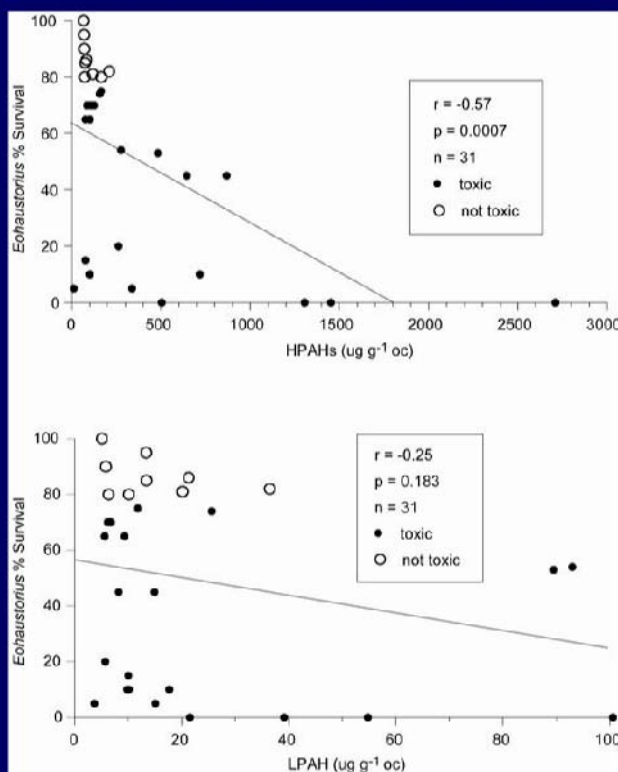 100
80
60
40
20
0
Eohaustorius % Survival
r = -0.57
p = 0.0007
n = 31
toxic
not toxic
0 500 1000 1500 2000 2500 3000
HPAHs (ug g⁻¹ oc)
100
80
60
40
20
0
Eohaustorius % Survival
r = -0.25
p = 0.183
n = 31
toxic
not toxic
0 20 40 60 80 100
LPAH (ug g⁻¹ oc)